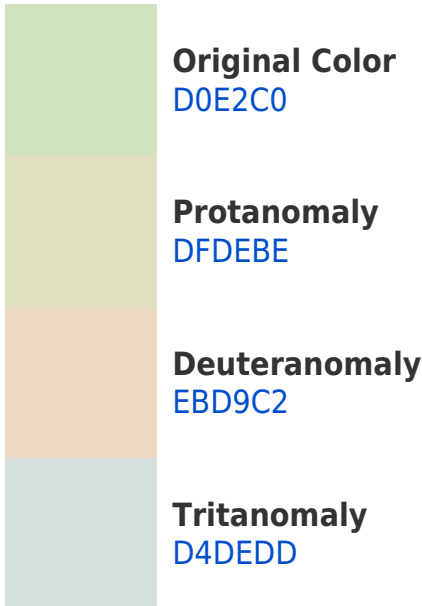 Original Color
D0E2C0
Protanomaly
DFDEBE
Deuteranomaly
EBD9C2
Tritanomaly
D4DEDD